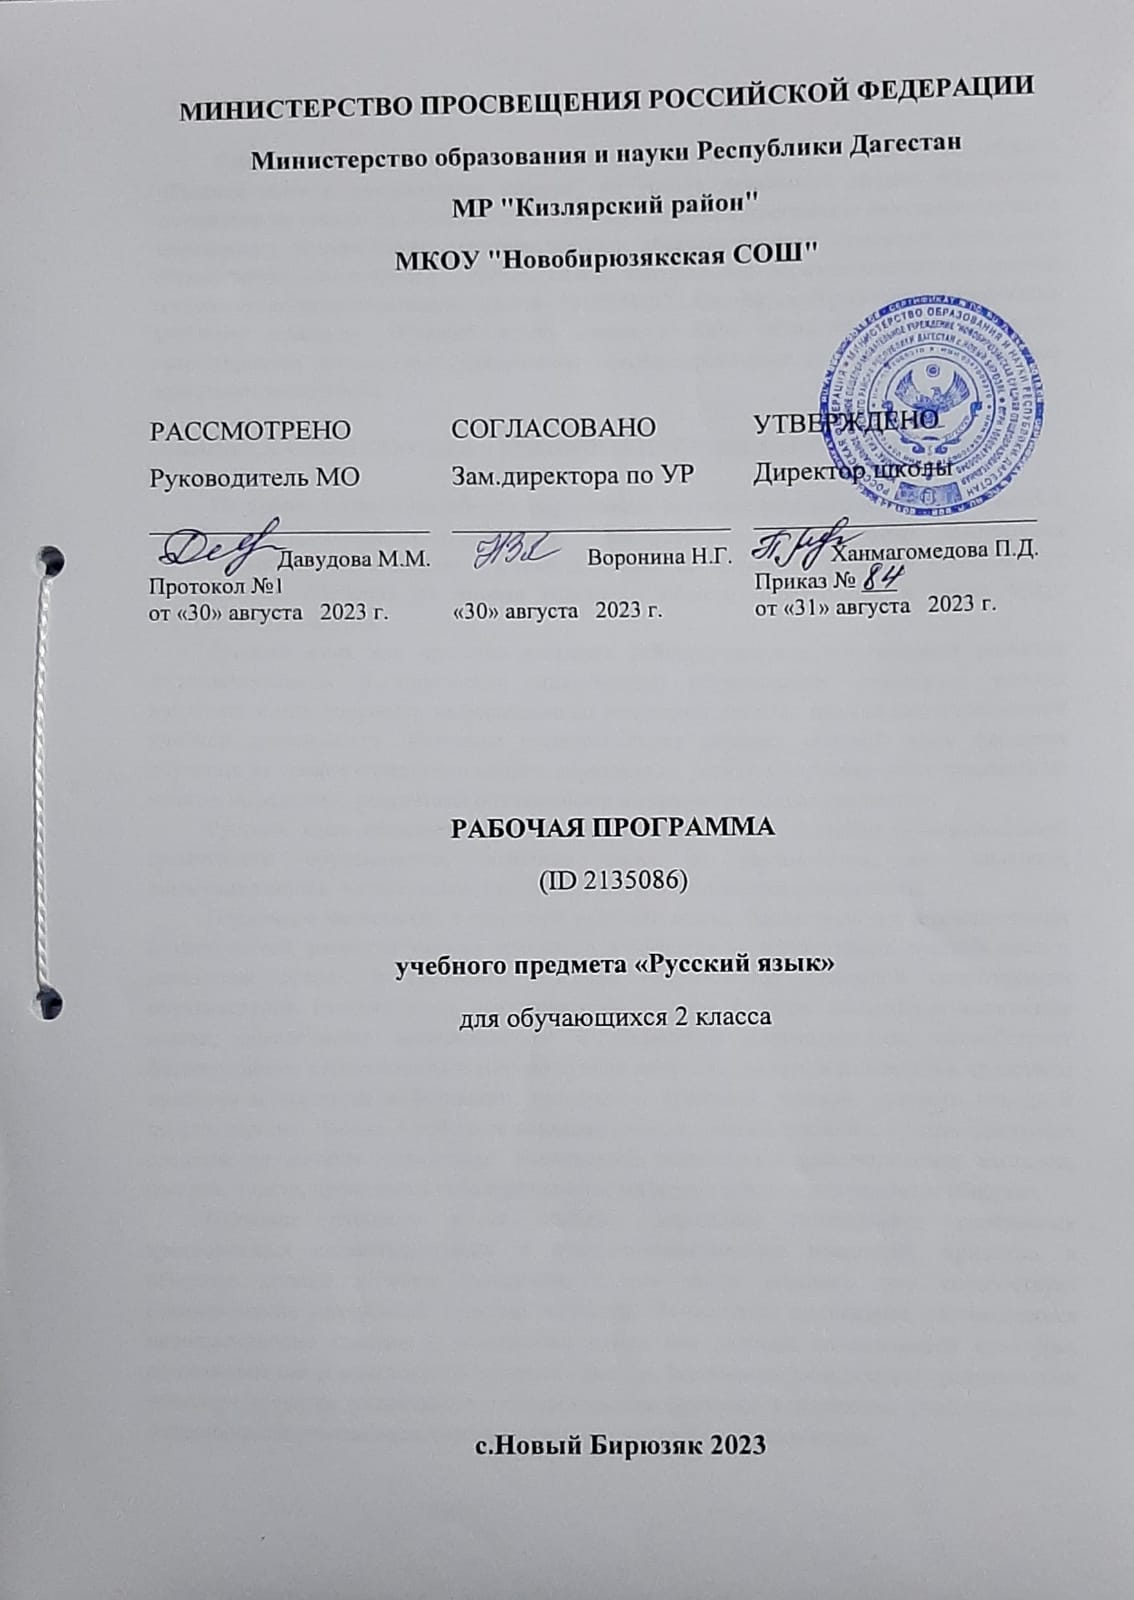 МИНИСТЕРСТВО ПРОСВЕЩЕНИЯ РОССИЙСКОЙ ФЕДЕРАЦИИ
Министерство образования и науки Республики Дагестан
МР "Кизлярский район"
МКОУ "Новобирюзякская СОШ"
РАССМОТРЕНО
Руководитель МО
Давудова М.М.
Протокол №1
от «30» августа 2023 г.
СОГЛАСОВАНО
Зам.директора по УР
Воронина Н.Г.
«30» августа 2023 г.
УТВЕРЖДЕНО
Директор школы
Ханмагомедова П.Д.
Приказ № 84
от «31» августа 2023 г.
РАБОЧАЯ ПРОГРАММА
(ID 2135086)
учебного предмета «Русский язык»
для обучающихся 2 класса
с.Новый Бирюзяк 2023